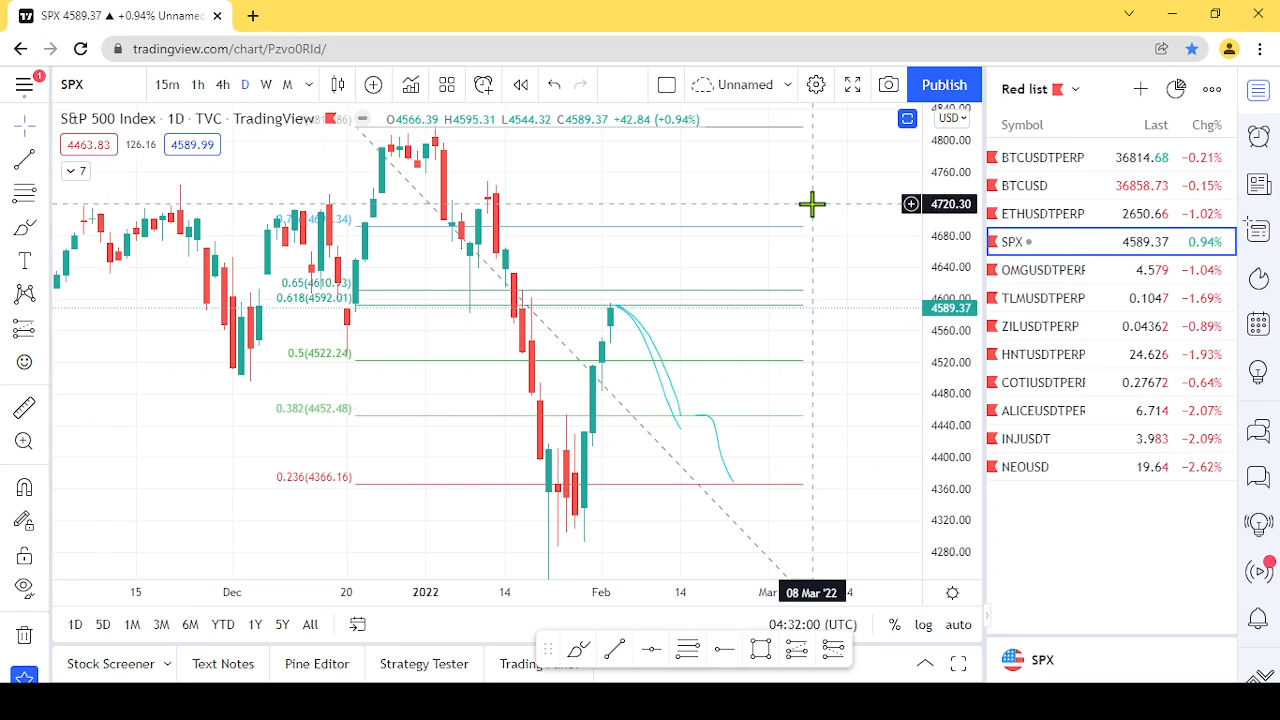 SPX 4589.37 ▲ +0.94% Unname
tradingview.com/chart/Pzvo0RId/
1
SPX
15m 1h 4h D W M
Unnamed
Publish
S&P 500 Index · 1D · TVC · TradingView
O4566.39 H4595.31 L4544.32 C4589.37 +42.84 (+0.94%)
4463.83 126.16 4589.99
7
USD
4840.00
4800.00
4760.00
4720.30
4680.00
4640.00
4600.00
4589.37
4560.00
4520.00
4480.00
4440.00
4400.00
4360.00
4320.00
4280.00
0.65(4610.93)
0.618(4592.01)
0.5(4522.24)
0.382(4452.48)
0.236(4366.16)
15 Dec 20 2022 14 Feb 14 Mar 08 Mar '22 4
1D 5D 1M 3M 6M YTD 1Y 5Y All
04:32:00 (UTC) % log auto
Stock Screener Text Notes Pine Editor Strategy Tester
Red list
Symbol Last Chg%
BTCUSDTPERP 36814.68 −0.21%
BTCUSD 36858.73 −0.15%
ETHUSDTPERP 2650.66 −1.02%
SPX 4589.37 0.94%
OMGUSDTPERF 4.579 −1.04%
TLMUSDTPERP 0.1047 −1.69%
ZILUSDTPERP 0.04362 −0.89%
HNTUSDTPERP 24.626 −1.93%
COTIUSDTPERF 0.27672 −0.64%
ALICEUSDTPER 6.714 −2.07%
INJUSDT 3.983 −2.09%
NEOUSD 19.64 −2.62%
SPX